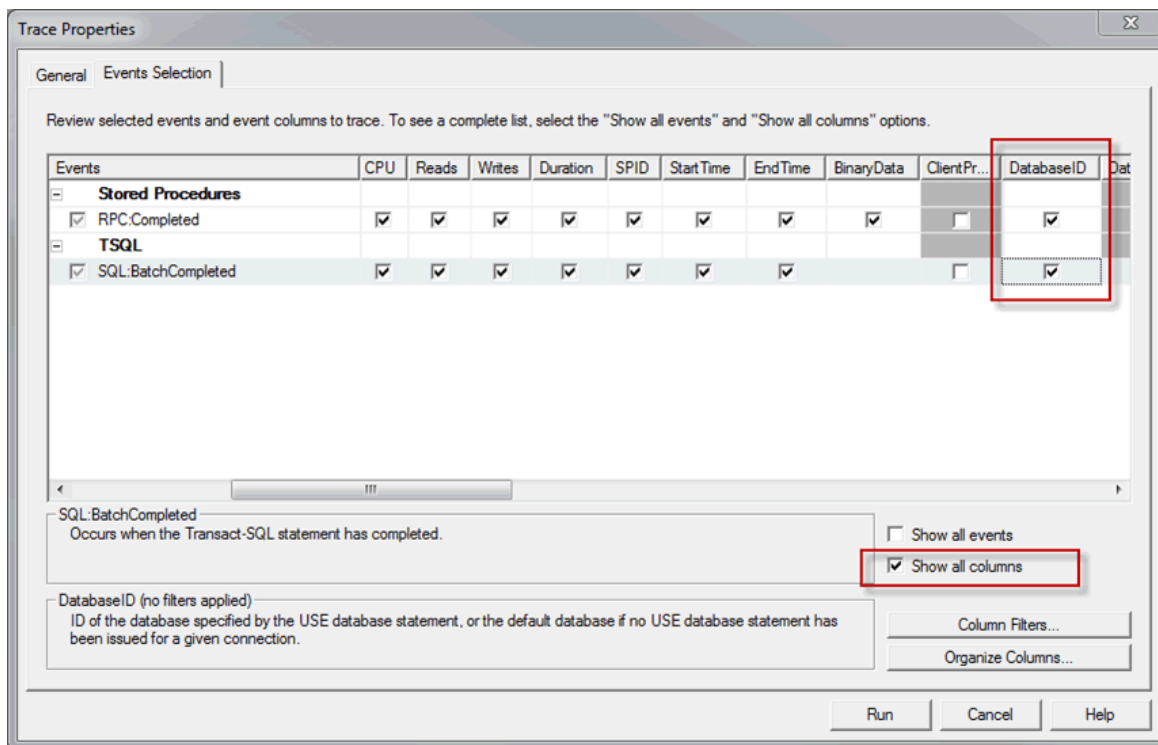 Trace Properties
General Events Selection
Review selected events and event columns to trace. To see a complete list, select the "Show all events" and "Show all columns" options.
Events CPU Reads Writes Duration SPID StartTime EndTime BinaryData ClientPr... DatabaseID Dat
Stored Procedures
RPC:Completed
TSQL
SQL:BatchCompleted
SQL:BatchCompleted
Occurs when the Transact-SQL statement has completed.
Show all events
Show all columns
DatabaseID (no filters applied)
ID of the database specified by the USE database statement, or the default database if no USE database statement has
been issued for a given connection.
Column Filters...
Organize Columns...
Run Cancel Help